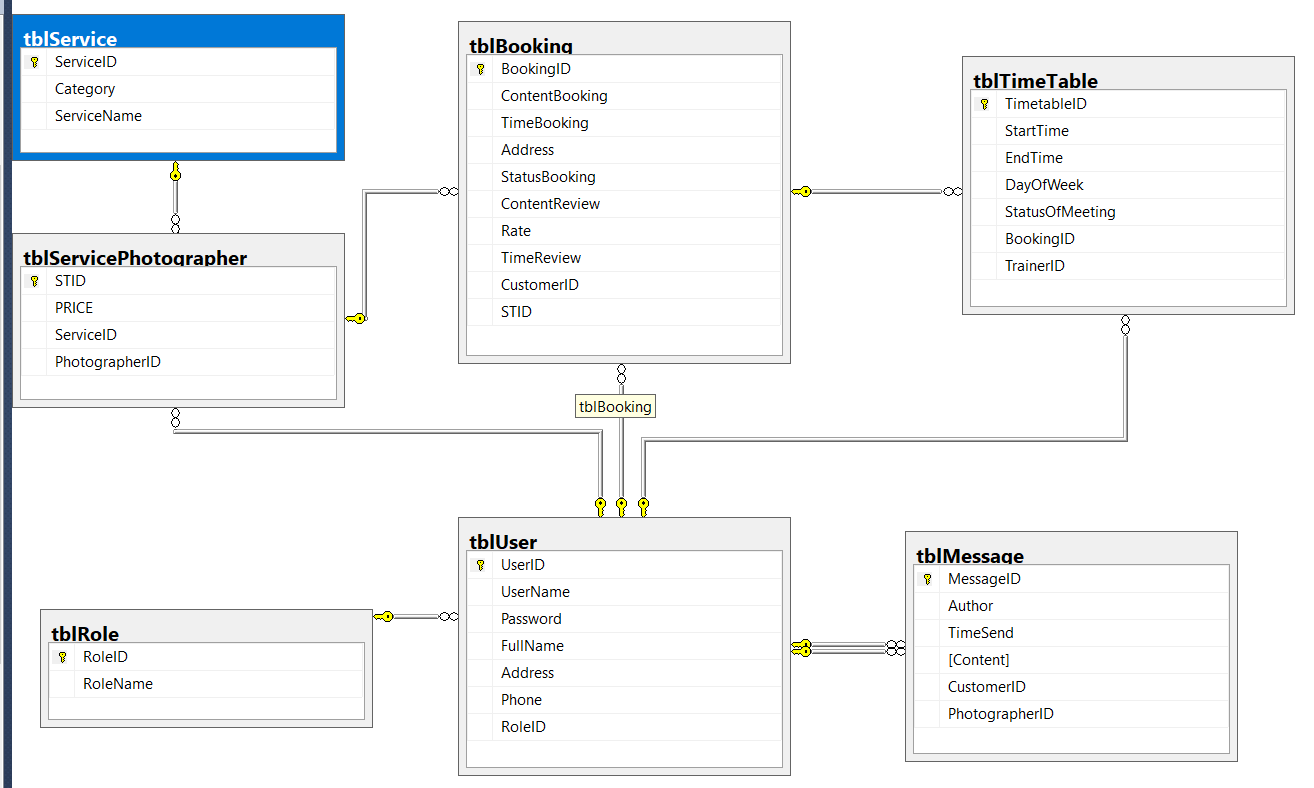 tblService
ServiceID
Category
ServiceName
tblServicePhotographer
STID
PRICE
ServiceID
PhotographerID
tblBooking
BookingID
ContentBooking
TimeBooking
Address
StatusBooking
ContentReview
Rate
TimeReview
CustomerID
STID
tblBooking
tblTimeTable
TimetableID
StartTime
EndTime
DayOfWeek
StatusOfMeeting
BookingID
TrainerID
tblRole
RoleID
RoleName
tblUser
UserID
UserName
Password
FullName
Address
Phone
RoleID
tblMessage
MessageID
Author
TimeSend
[Content]
CustomerID
PhotographerID